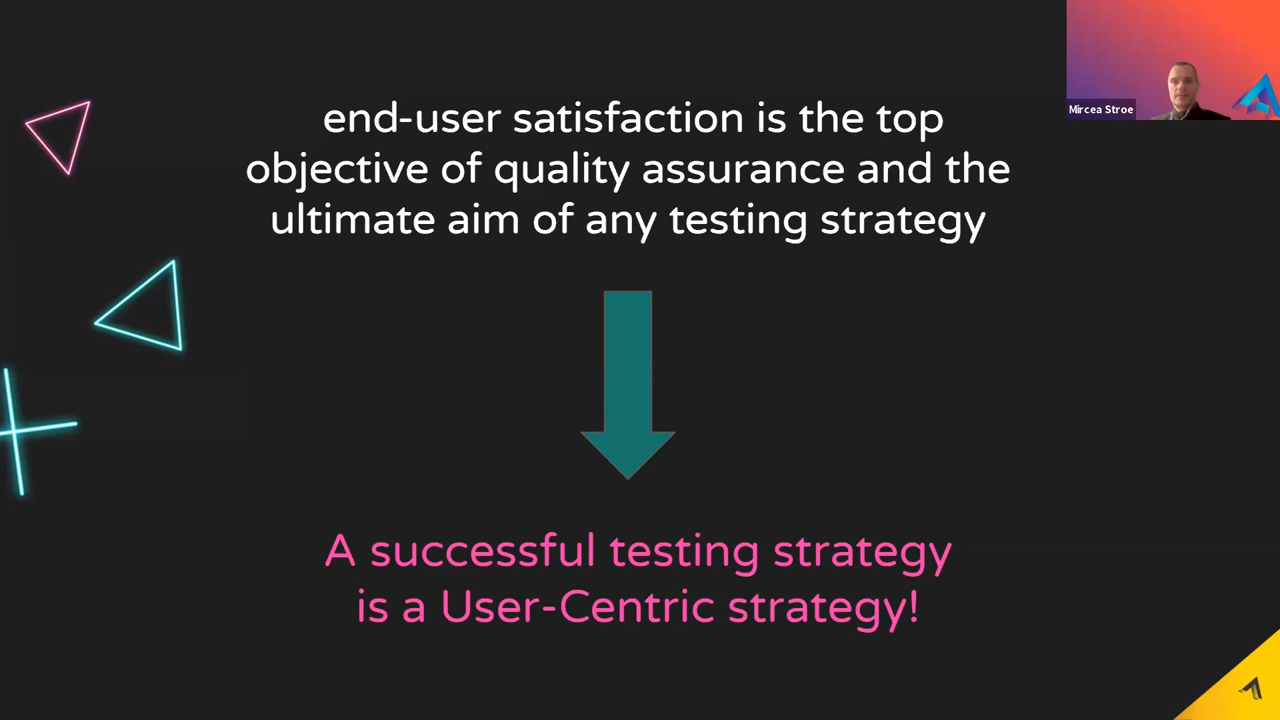 end-user satisfaction is the top
objective of quality assurance and the
ultimate aim of any testing strategy
Mircea Stroe
A successful testing strategy
is a User-Centric strategy!